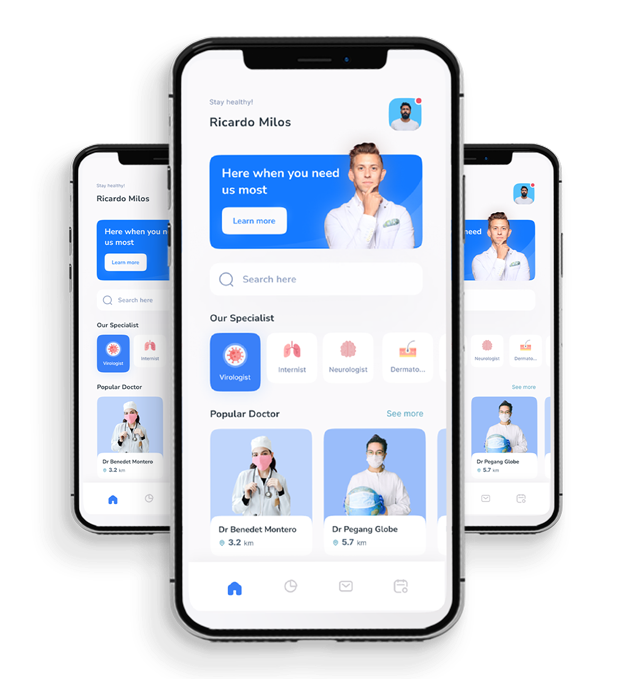 Stay healthy!
Ricardo Milos
Here when you need
us most
Learn more
Search here
Our Specialist
Virologist
Internist
Neurologist
Dermato...
Popular Doctor
See more
Dr Benedet Montero
3.2 km
Dr Pegang Globe
5.7 km
Stay healthy!
Ricardo Milos
Here when you n
us most
Learn more
Search here
Our Specialist
Virologist
Internist
Popular Doctor
Dr Benedet Montero
3.2 km
need
Neurologist
Dermato...
See more
Dr Pegang Globe
5.7 km